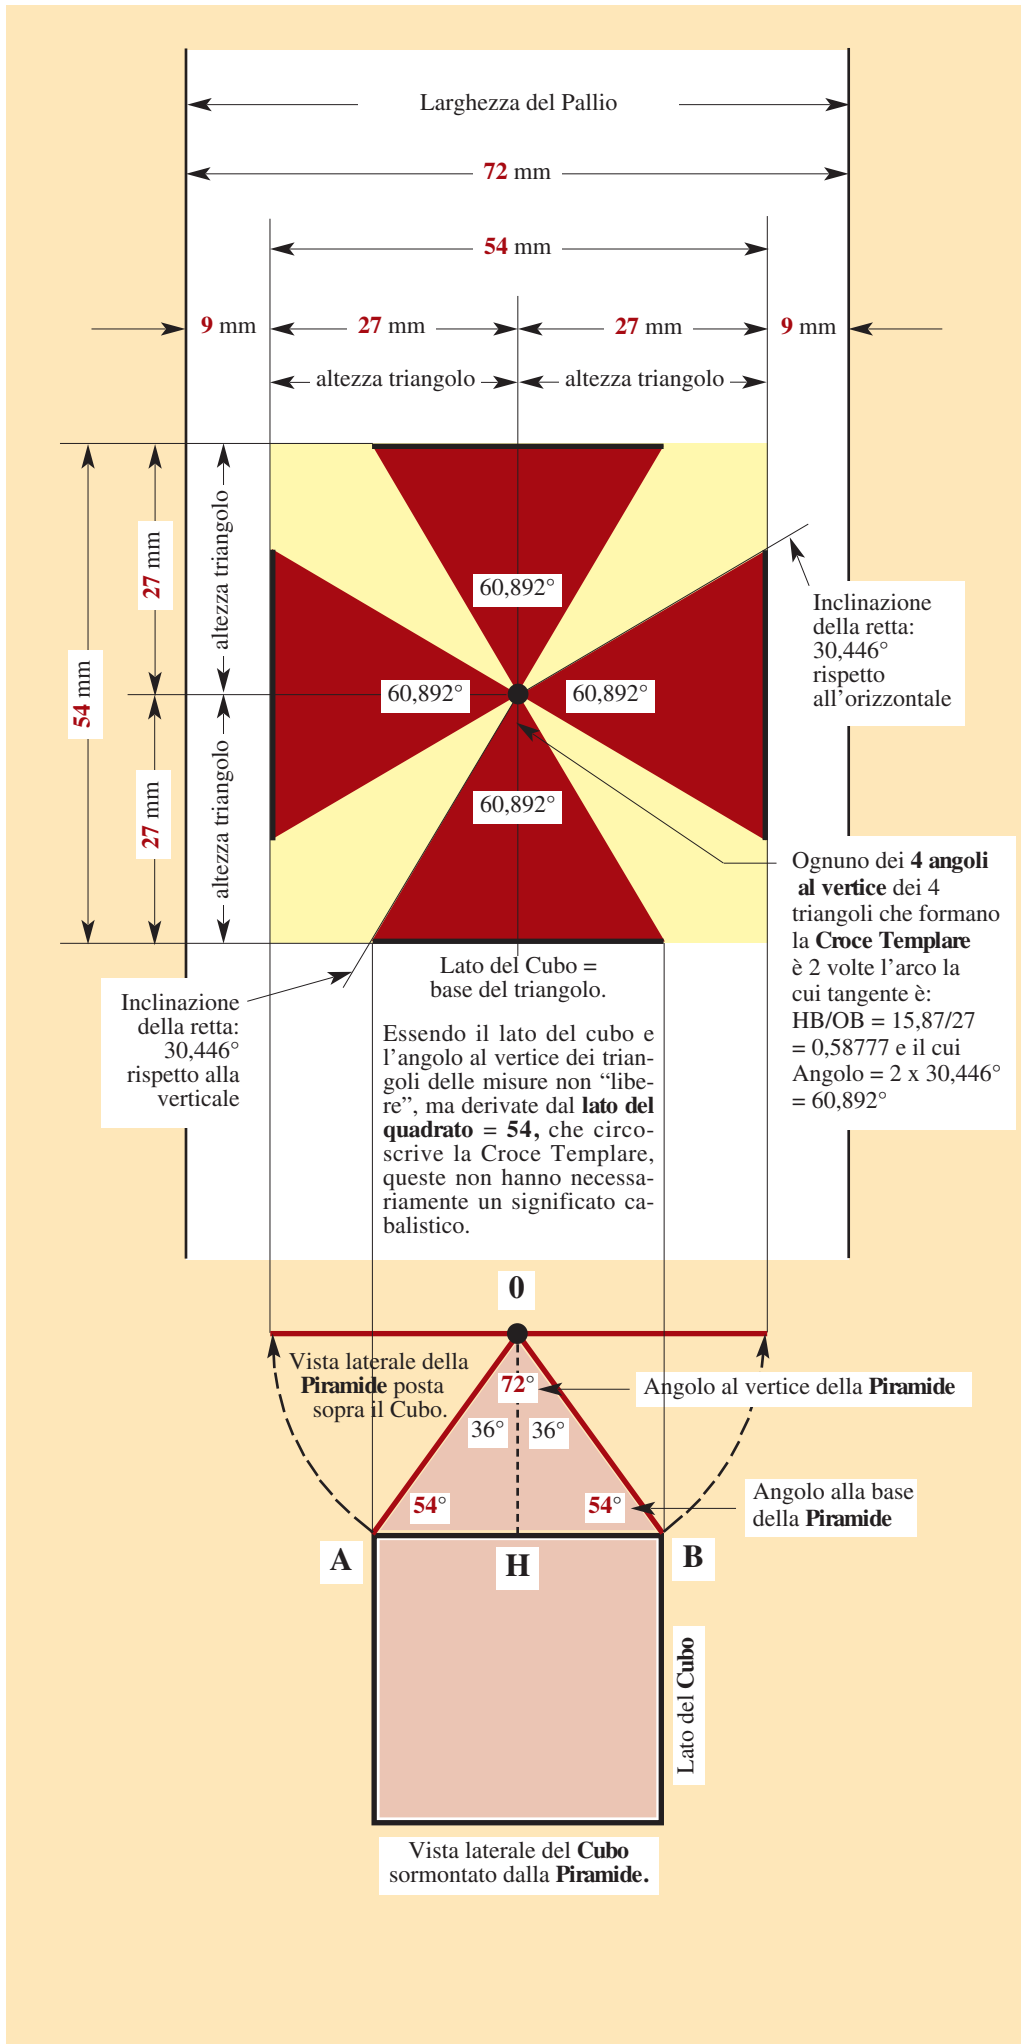 Larghezza del Pallio
72 mm
54 mm
9 mm
27 mm
27 mm
9 mm
altezza triangolo
altezza triangolo
54 mm
27 mm
27 mm
altezza triangolo
altezza triangolo
60,892°
60,892°
60,892°
60,892°
Inclinazione
della retta:
30,446°
rispetto
all'orizzontale
Ognuno dei 4 angoli
al vertice dei 4
triangoli che formano
la Croce Templare
è 2 volte l'arco la
cui tangente è:
HB/OB = 15,87/27
= 0,58777 e il cui
Angolo = 2 x 30,446°
= 60,892°
Inclinazione
della retta:
30,446°
rispetto alla
verticale
Lato del Cubo =
base del triangolo.
Essendo il lato del cubo e
l'angolo al vertice dei trian-
goli delle misure non “libe-
re”, ma derivate dal lato del
quadrato = 54, che circo-
scrive la Croce Templare,
queste non hanno necessa-
riamente un significato ca-
balistico.
0
Vista laterale della
Piramide posta
sopra il Cubo.
72°
Angolo al vertice della Piramide
36°
36°
54°
54°
Angolo alla base
della Piramide
A
H
B
Lato del Cubo
Vista laterale del Cubo
sormontato dalla Piramide.